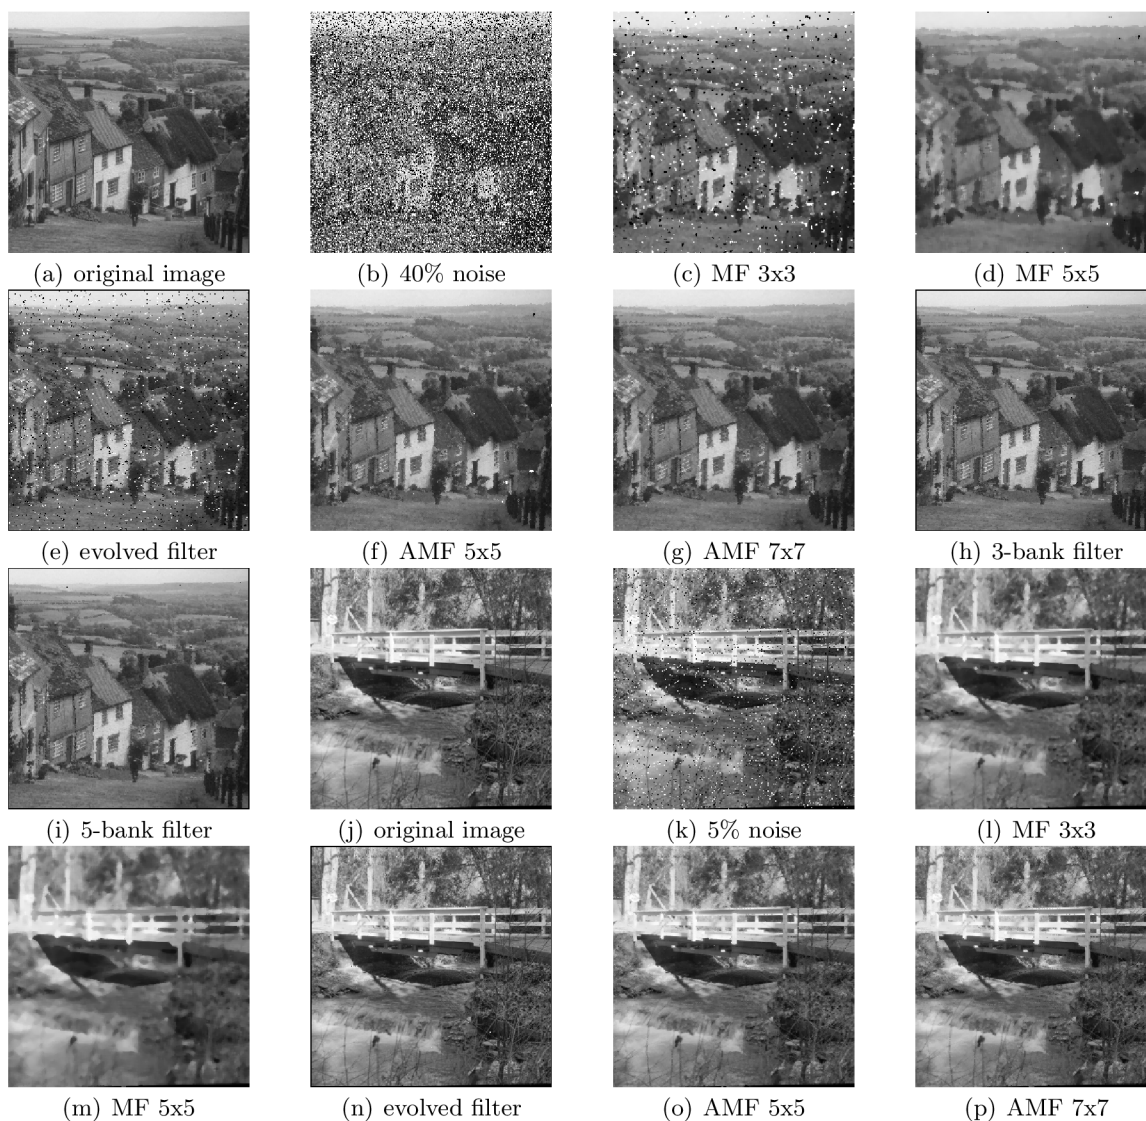 (a) original image (b) 40% noise (c) MF 3x3 (d) MF 5x5
(e) evolved filter (f) AMF 5x5 (g) AMF 7x7 (h) 3-bank filter
(i) 5-bank filter (j) original image (k) 5% noise (l) MF 3x3
(m) MF 5x5 (n) evolved filter (o) AMF 5x5 (p) AMF 7x7